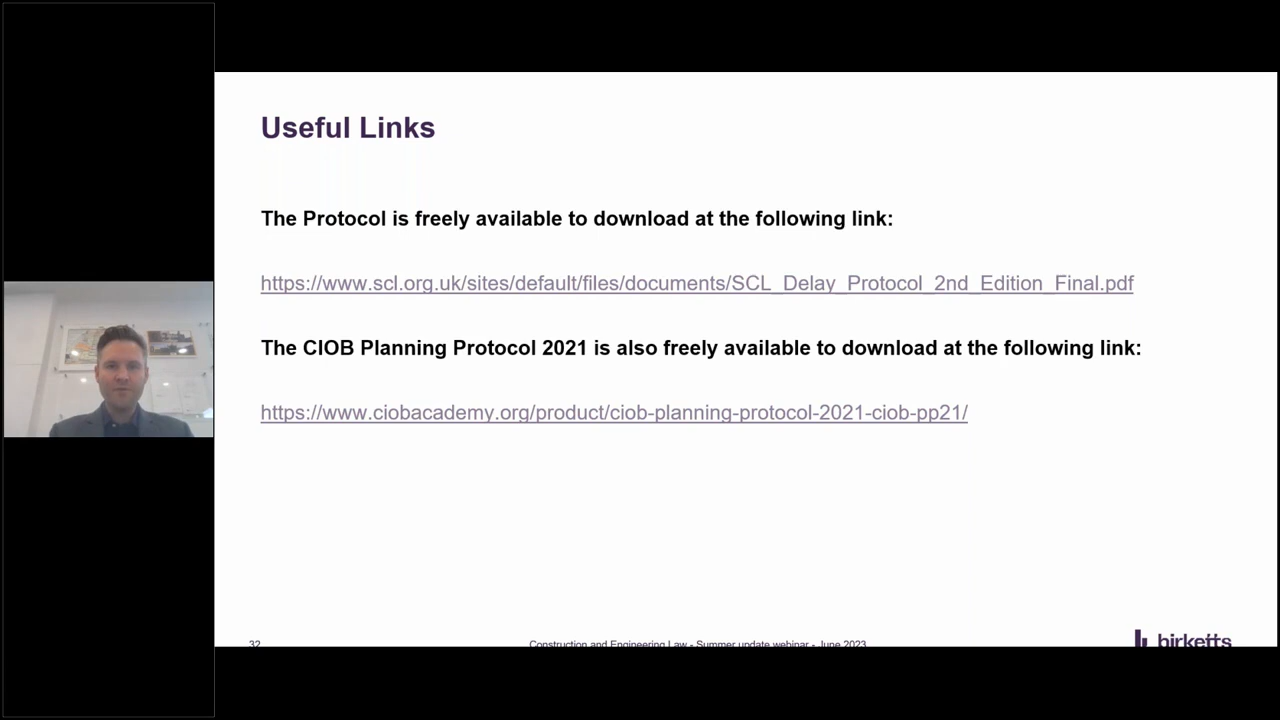 Useful Links
The Protocol is freely available to download at the following link:
https://www.scl.org.uk/sites/default/files/documents/SCL_Delay_Protocol_2nd_Edition_Final.pdf
The CIOB Planning Protocol 2021 is also freely available to download at the following link:
https://www.ciobacademy.org/product/ciob-planning-protocol-2021-ciob-pp21/
32
Construction and Engineering Law - Summer update webinar - June 2023
birketts